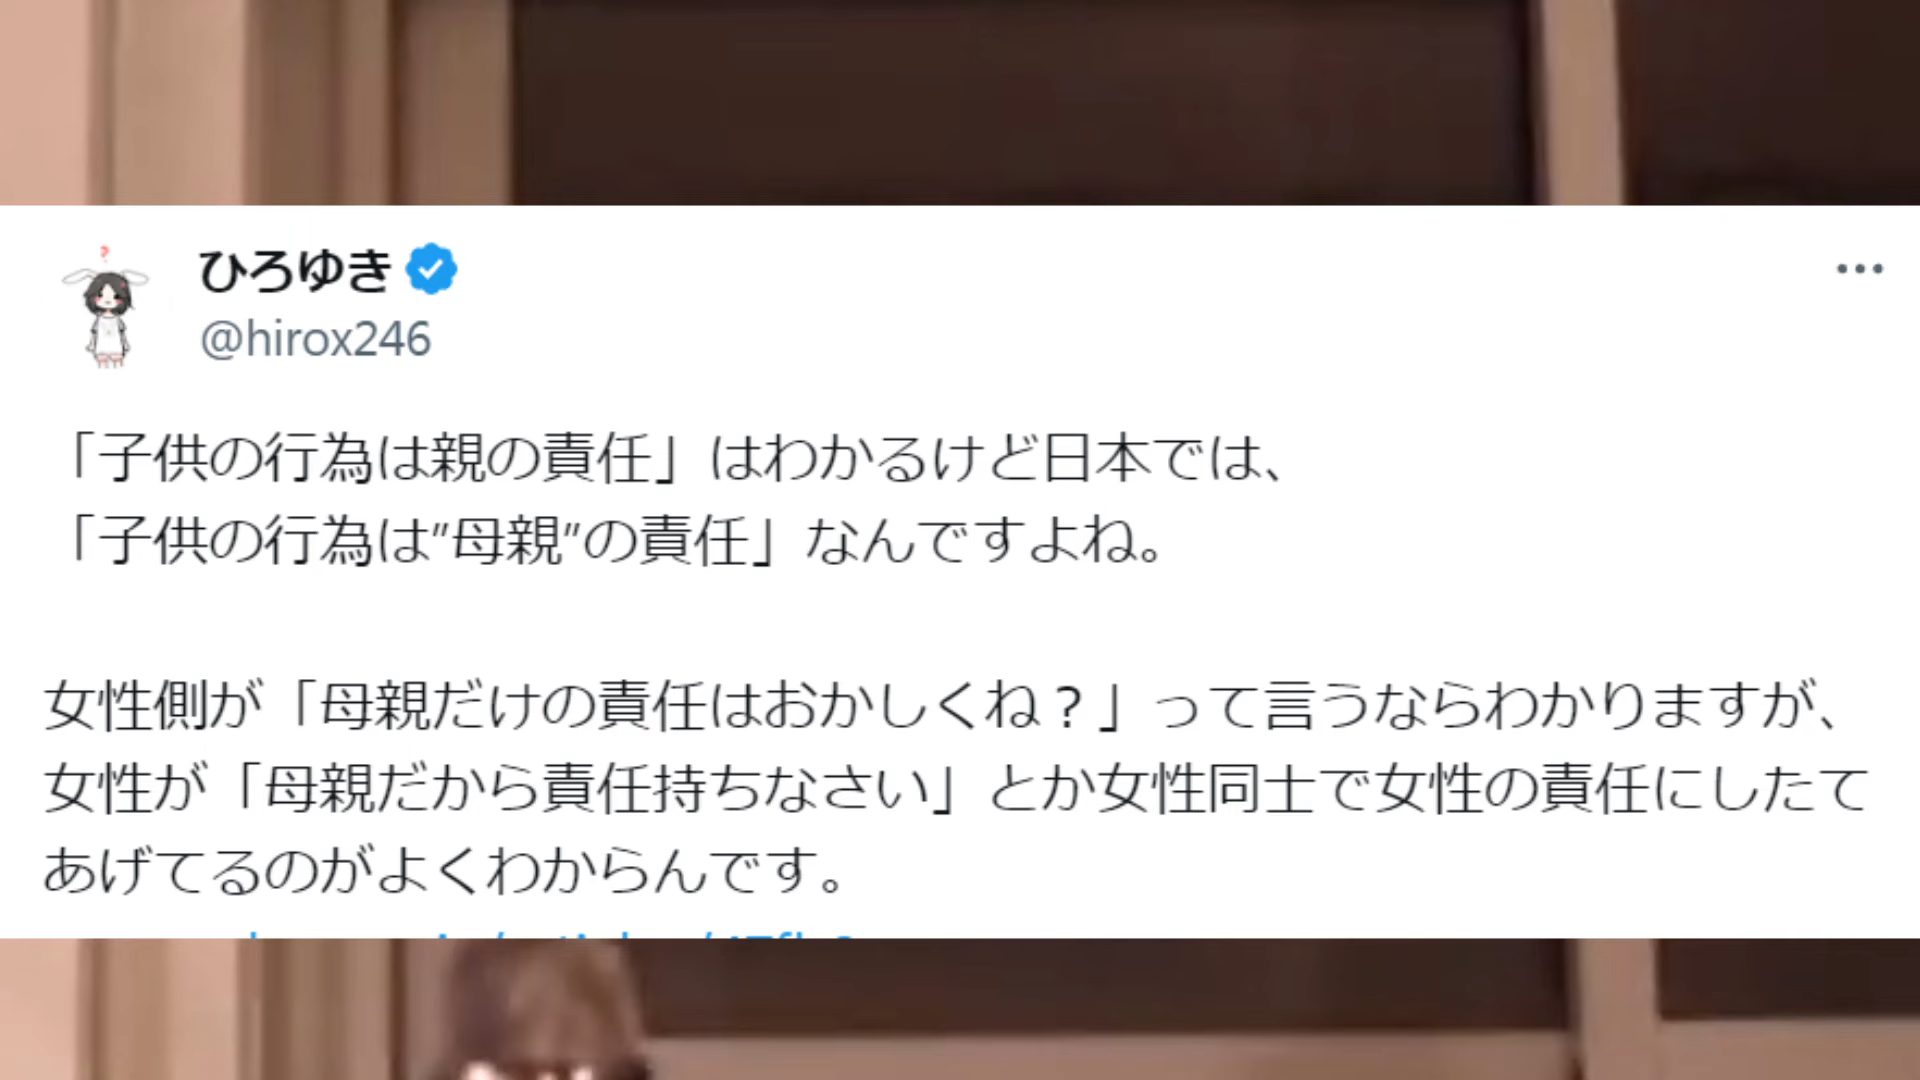 ひろゆき
@hirox246
「子供の行為は親の責任」はわかるけど日本では、
「子供の行為は"母親"の責任」なんですよね。
女性側が「母親だけの責任はおかしくね？」って言うならわかりますが、
女性が「母親だから責任持ちなさい」とか女性同士で女性の責任にしたて
あげてるのがよくわからんです。